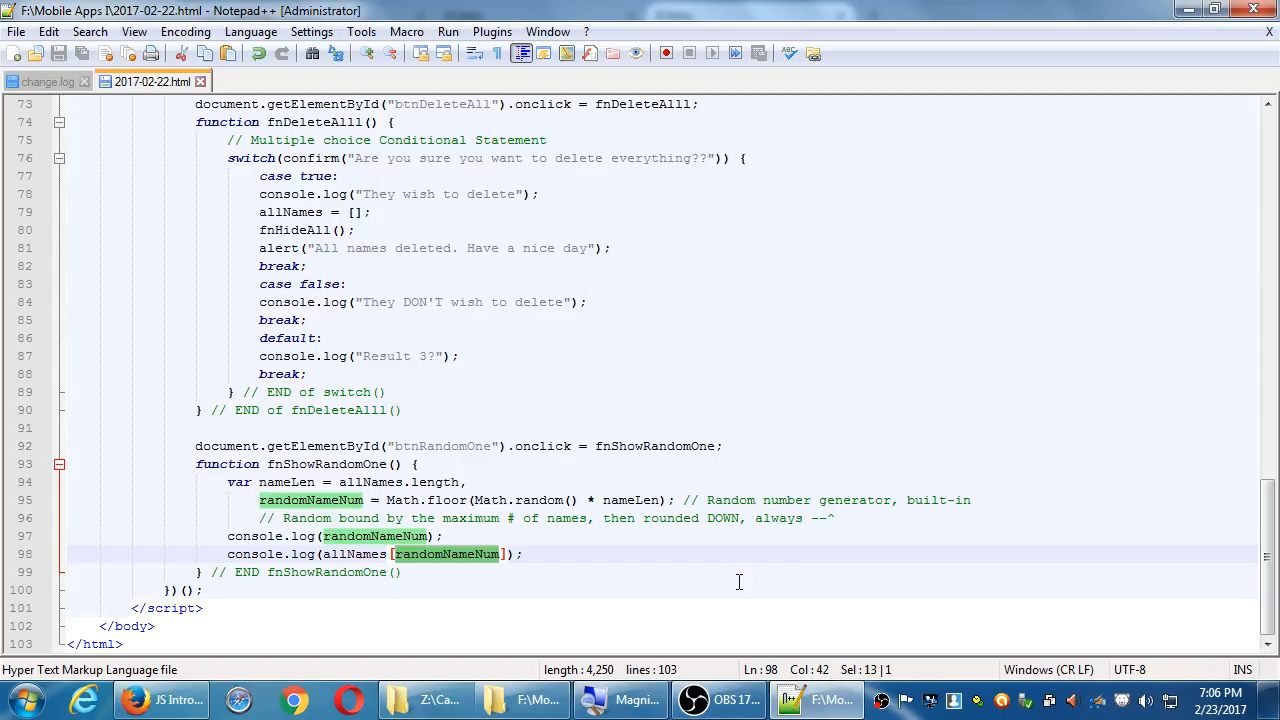 F:\Mobile Apps I\2017-02-22.html - Notepad++ [Administrator]
File Edit Search View Encoding Language Settings Tools Macro Run Plugins Window ? X
change.log 2017-02-22.html
73 document.getElementById("btnDeleteAll").onclick = fnDeleteAlll;
74 function fnDeleteAlll() {
75 // Multiple choice Conditional Statement
76 switch(confirm("Are you sure you want to delete everything??")) {
77 case true:
78 console.log("They wish to delete");
79 allNames = [];
80 fnHideAll();
81 alert("All names deleted. Have a nice day");
82 break;
83 case false:
84 console.log("They DON'T wish to delete");
85 break;
86 default:
87 console.log("Result 3?");
88 break;
89 } // END of switch()
90 } // END of fnDeleteAlll()
91
92 document.getElementById("btnRandomOne").onclick = fnShowRandomOne;
93 function fnShowRandomOne() {
94 var nameLen = allNames.length,
95 randomNameNum = Math.floor(Math.random() * nameLen); // Random number generator, built-in
96 // Random bound by the maximum # of names, then rounded DOWN, always --^
97 console.log(randomNameNum);
98 console.log(allNames[randomNameNum]);
99 } // END fnShowRandomOne()
100 })();
101 </script>
102 </body>
103 </html>
Hyper Text Markup Language file length : 4,250 lines : 103 Ln : 98 Col : 42 Sel : 13 | 1 Windows (CR LF) UTF-8 INS
JS Intro... Z:\Ca... F:\Mo... Magni... OBS 17... F:\Mo... 7:06 PM
2/23/2017